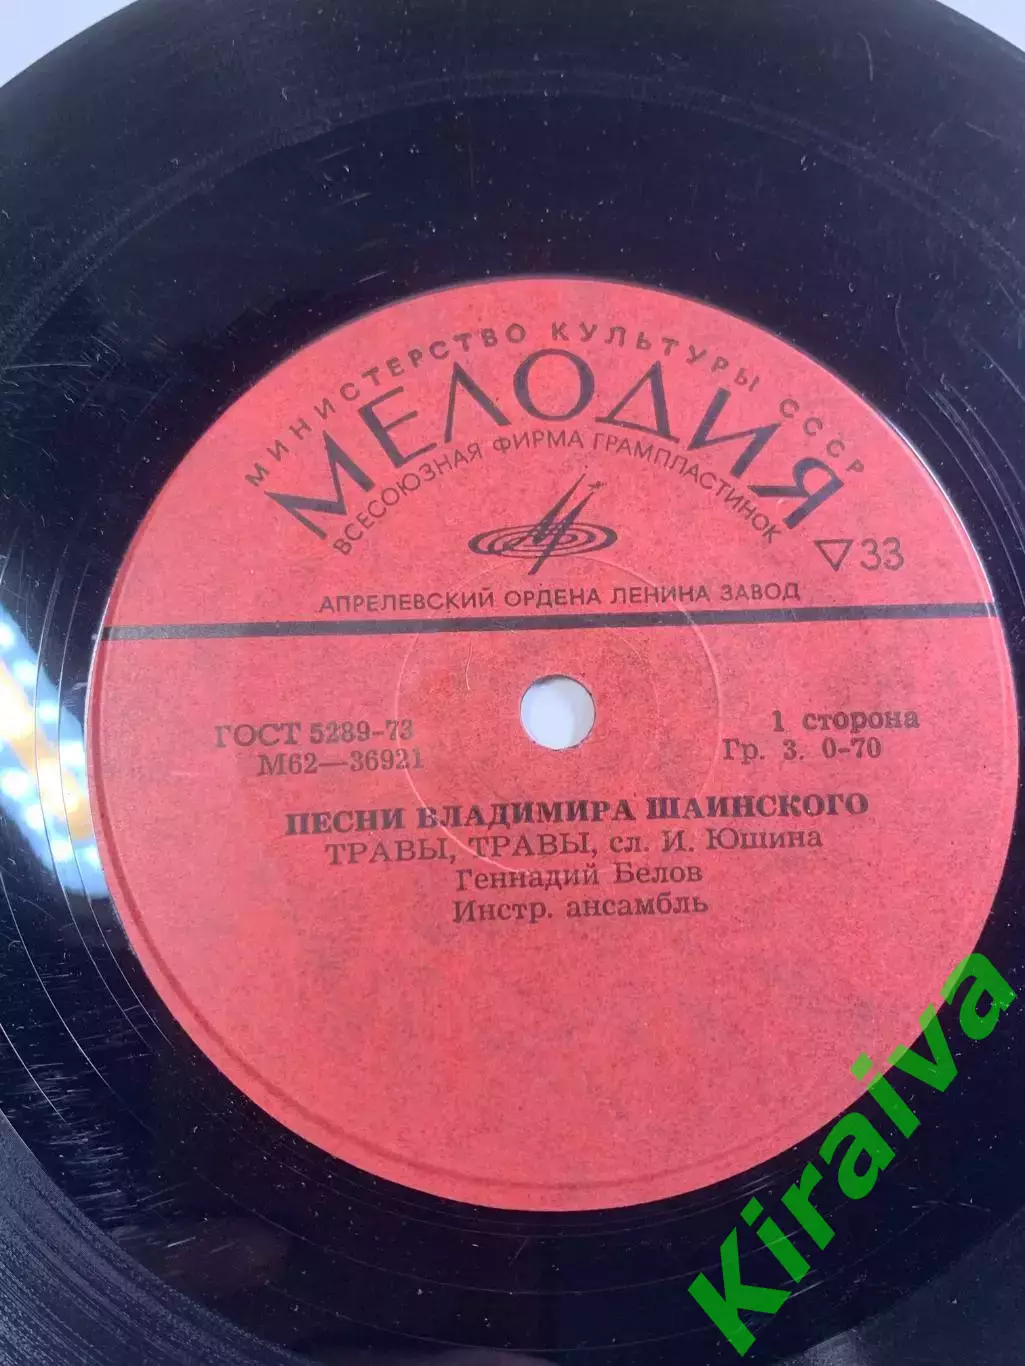 МИНИСТЕРСТВО КУЛЬТУРЫ СССР
МЕЛОДИЯ
ВСЕСОЮЗНАЯ ФИРМА ГРАМПЛАСТИНОК
▽33
АПРЕЛЕВСКИЙ ОРДЕНА ЛЕНИНА ЗАВОД
ГОСТ 5289-73
М62—36921
1 сторона
Гр. 3. 0-70
ПЕСНИ ВЛАДИМИРА ШАИНСКОГО
ТРАВЫ, ТРАВЫ, сл. И. Юшина
Геннадий Белов
Инстр. ансамбль
Kiraiva